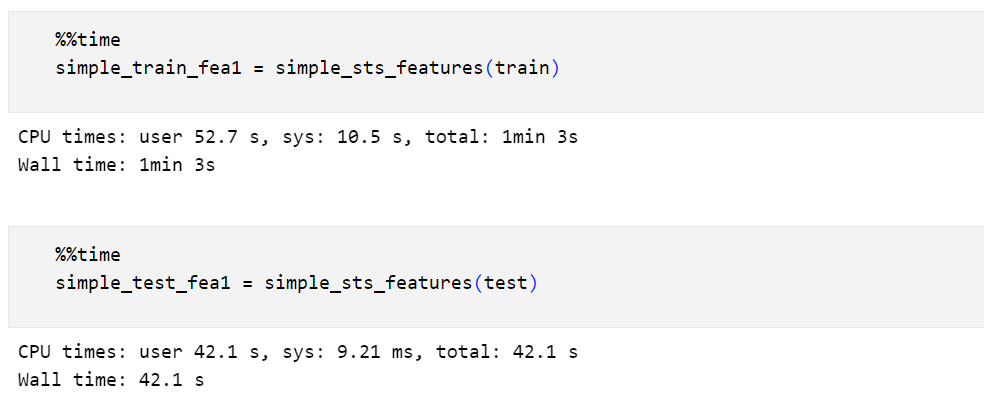 %%time
simple_train_fea1 = simple_sts_features(train)
CPU times: user 52.7 s, sys: 10.5 s, total: 1min 3s
Wall time: 1min 3s
%%time
simple_test_fea1 = simple_sts_features(test)
CPU times: user 42.1 s, sys: 9.21 ms, total: 42.1 s
Wall time: 42.1 s